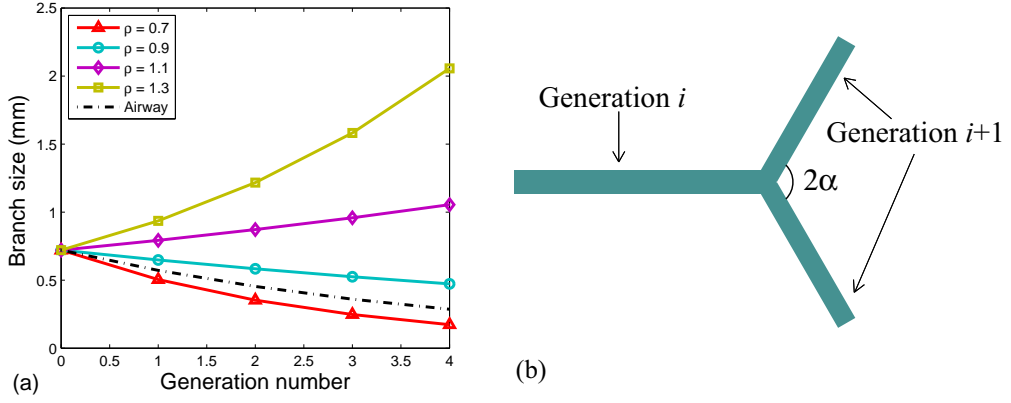 2.5
2
1.5
1
0.5
0
Branch size (mm)
ρ = 0.7
ρ = 0.9
ρ = 1.1
ρ = 1.3
Airway
0 0.5 1 1.5 2 2.5 3 3.5 4
Generation number
(a)
Generation i
Generation i+1
2α
(b)